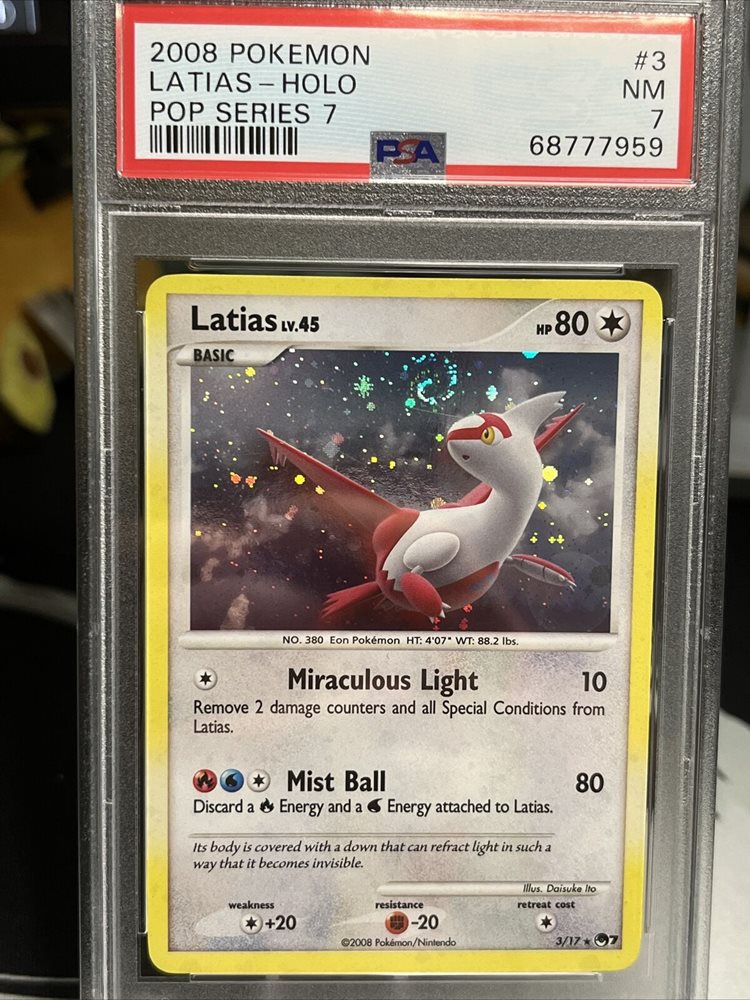 2008 POKEMON #3
LATIAS - HOLO NM
POP SERIES 7 7
PSA 68777959
Latias LV.45 HP 80
BASIC
NO. 380 Eon Pokémon HT: 4'07" WT: 88.2 lbs.
Miraculous Light 10
Remove 2 damage counters and all Special Conditions from
Latias.
Mist Ball 80
Discard a Energy and a Energy attached to Latias.
Its body is covered with a down that can refract light in such a
way that it becomes invisible.
Illus. Daisuke Ito
weakness resistance retreat cost
+20 -20
©2008 Pokémon/Nintendo 3/17 ★ 7